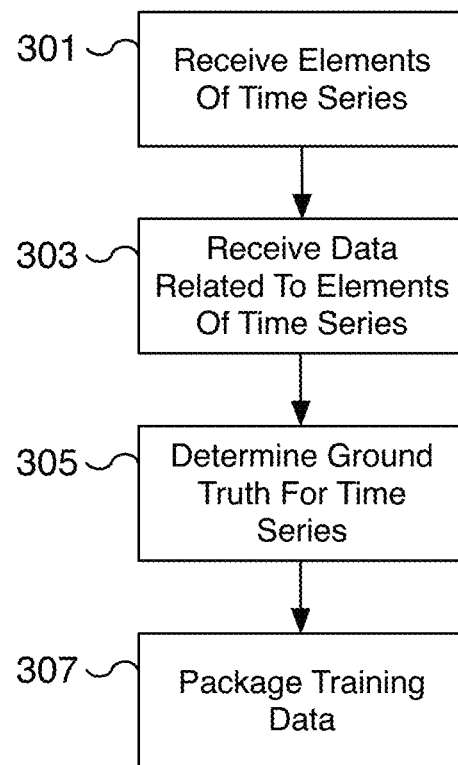 301
Receive Elements
Of Time Series
303
Receive Data
Related To Elements
Of Time Series
305
Determine Ground
Truth For Time
Series
307
Package Training
Data